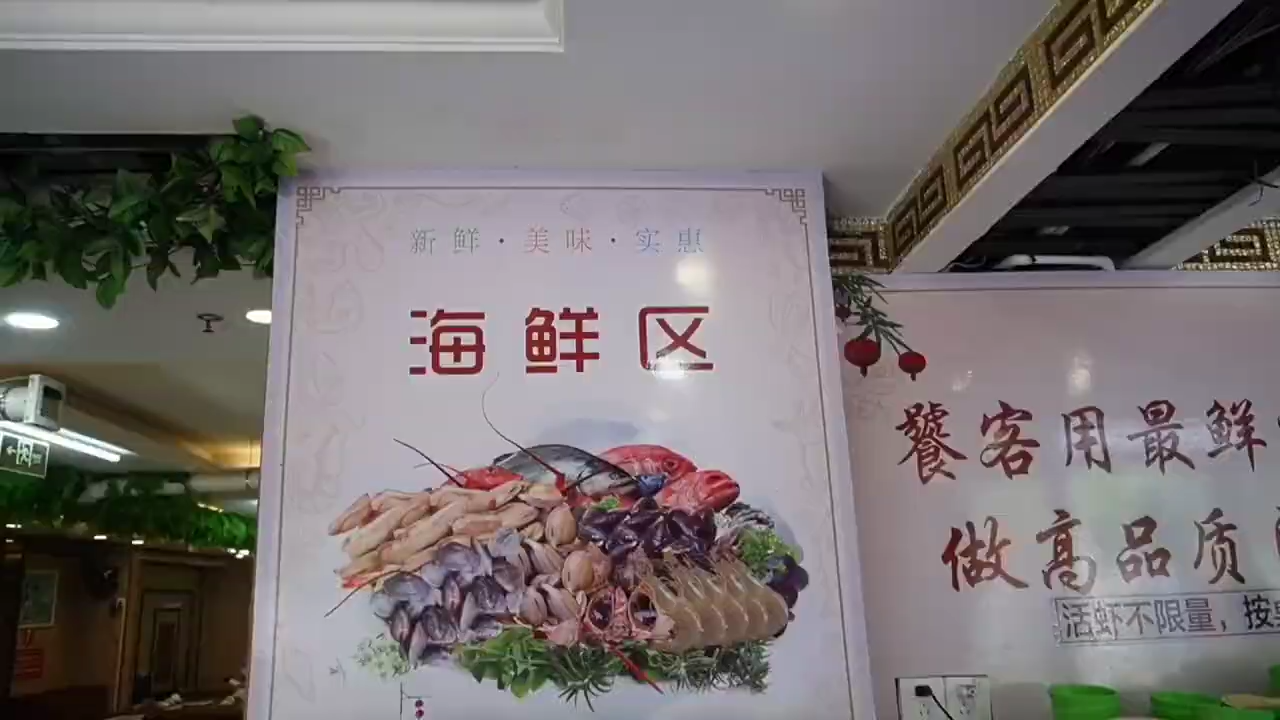 新鲜·美味·实惠
海鲜区
饕客用最鲜
做高品质
活虾不限量，按